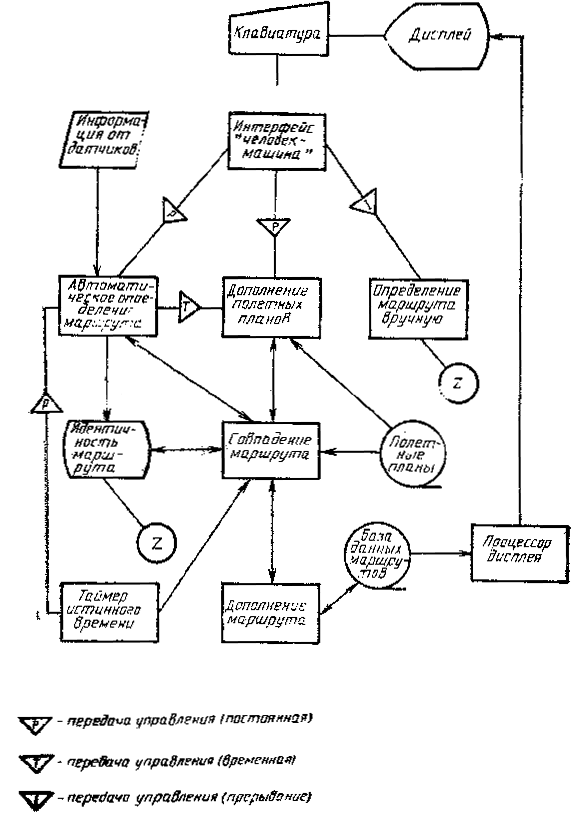 Клавиатура
Дисплей
Информа-
ция от
датчиков
Интерфейс
"человек-
машина"
P
P
Автомати-
ческое опре-
деление
маршрута
T
Дополнение
полетных
планов
Определение
маршрута
вручную
Z
P
Идентич-
ность
марш-
рута
Совпадение
маршрута
Полет-
ные
планы
Z
База
данных
маршру-
тов
Процессор
дисплея
Таймер
истинного
времени
Дополнение
маршрута
P - передача управления (постоянная)
T - передача управления (временная)
- передача управления (прерывание)